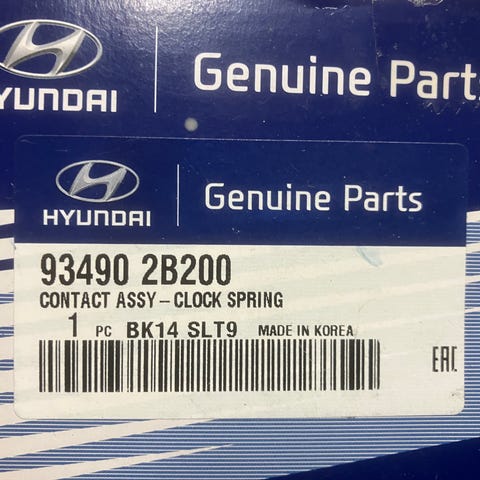 HYUNDAI
Genuine Parts
HYUNDAI
Genuine Parts
93490 2B200
CONTACT ASSY-CLOCK SPRING
1 PC BK14 SLT9 MADE IN KOREA
EAC